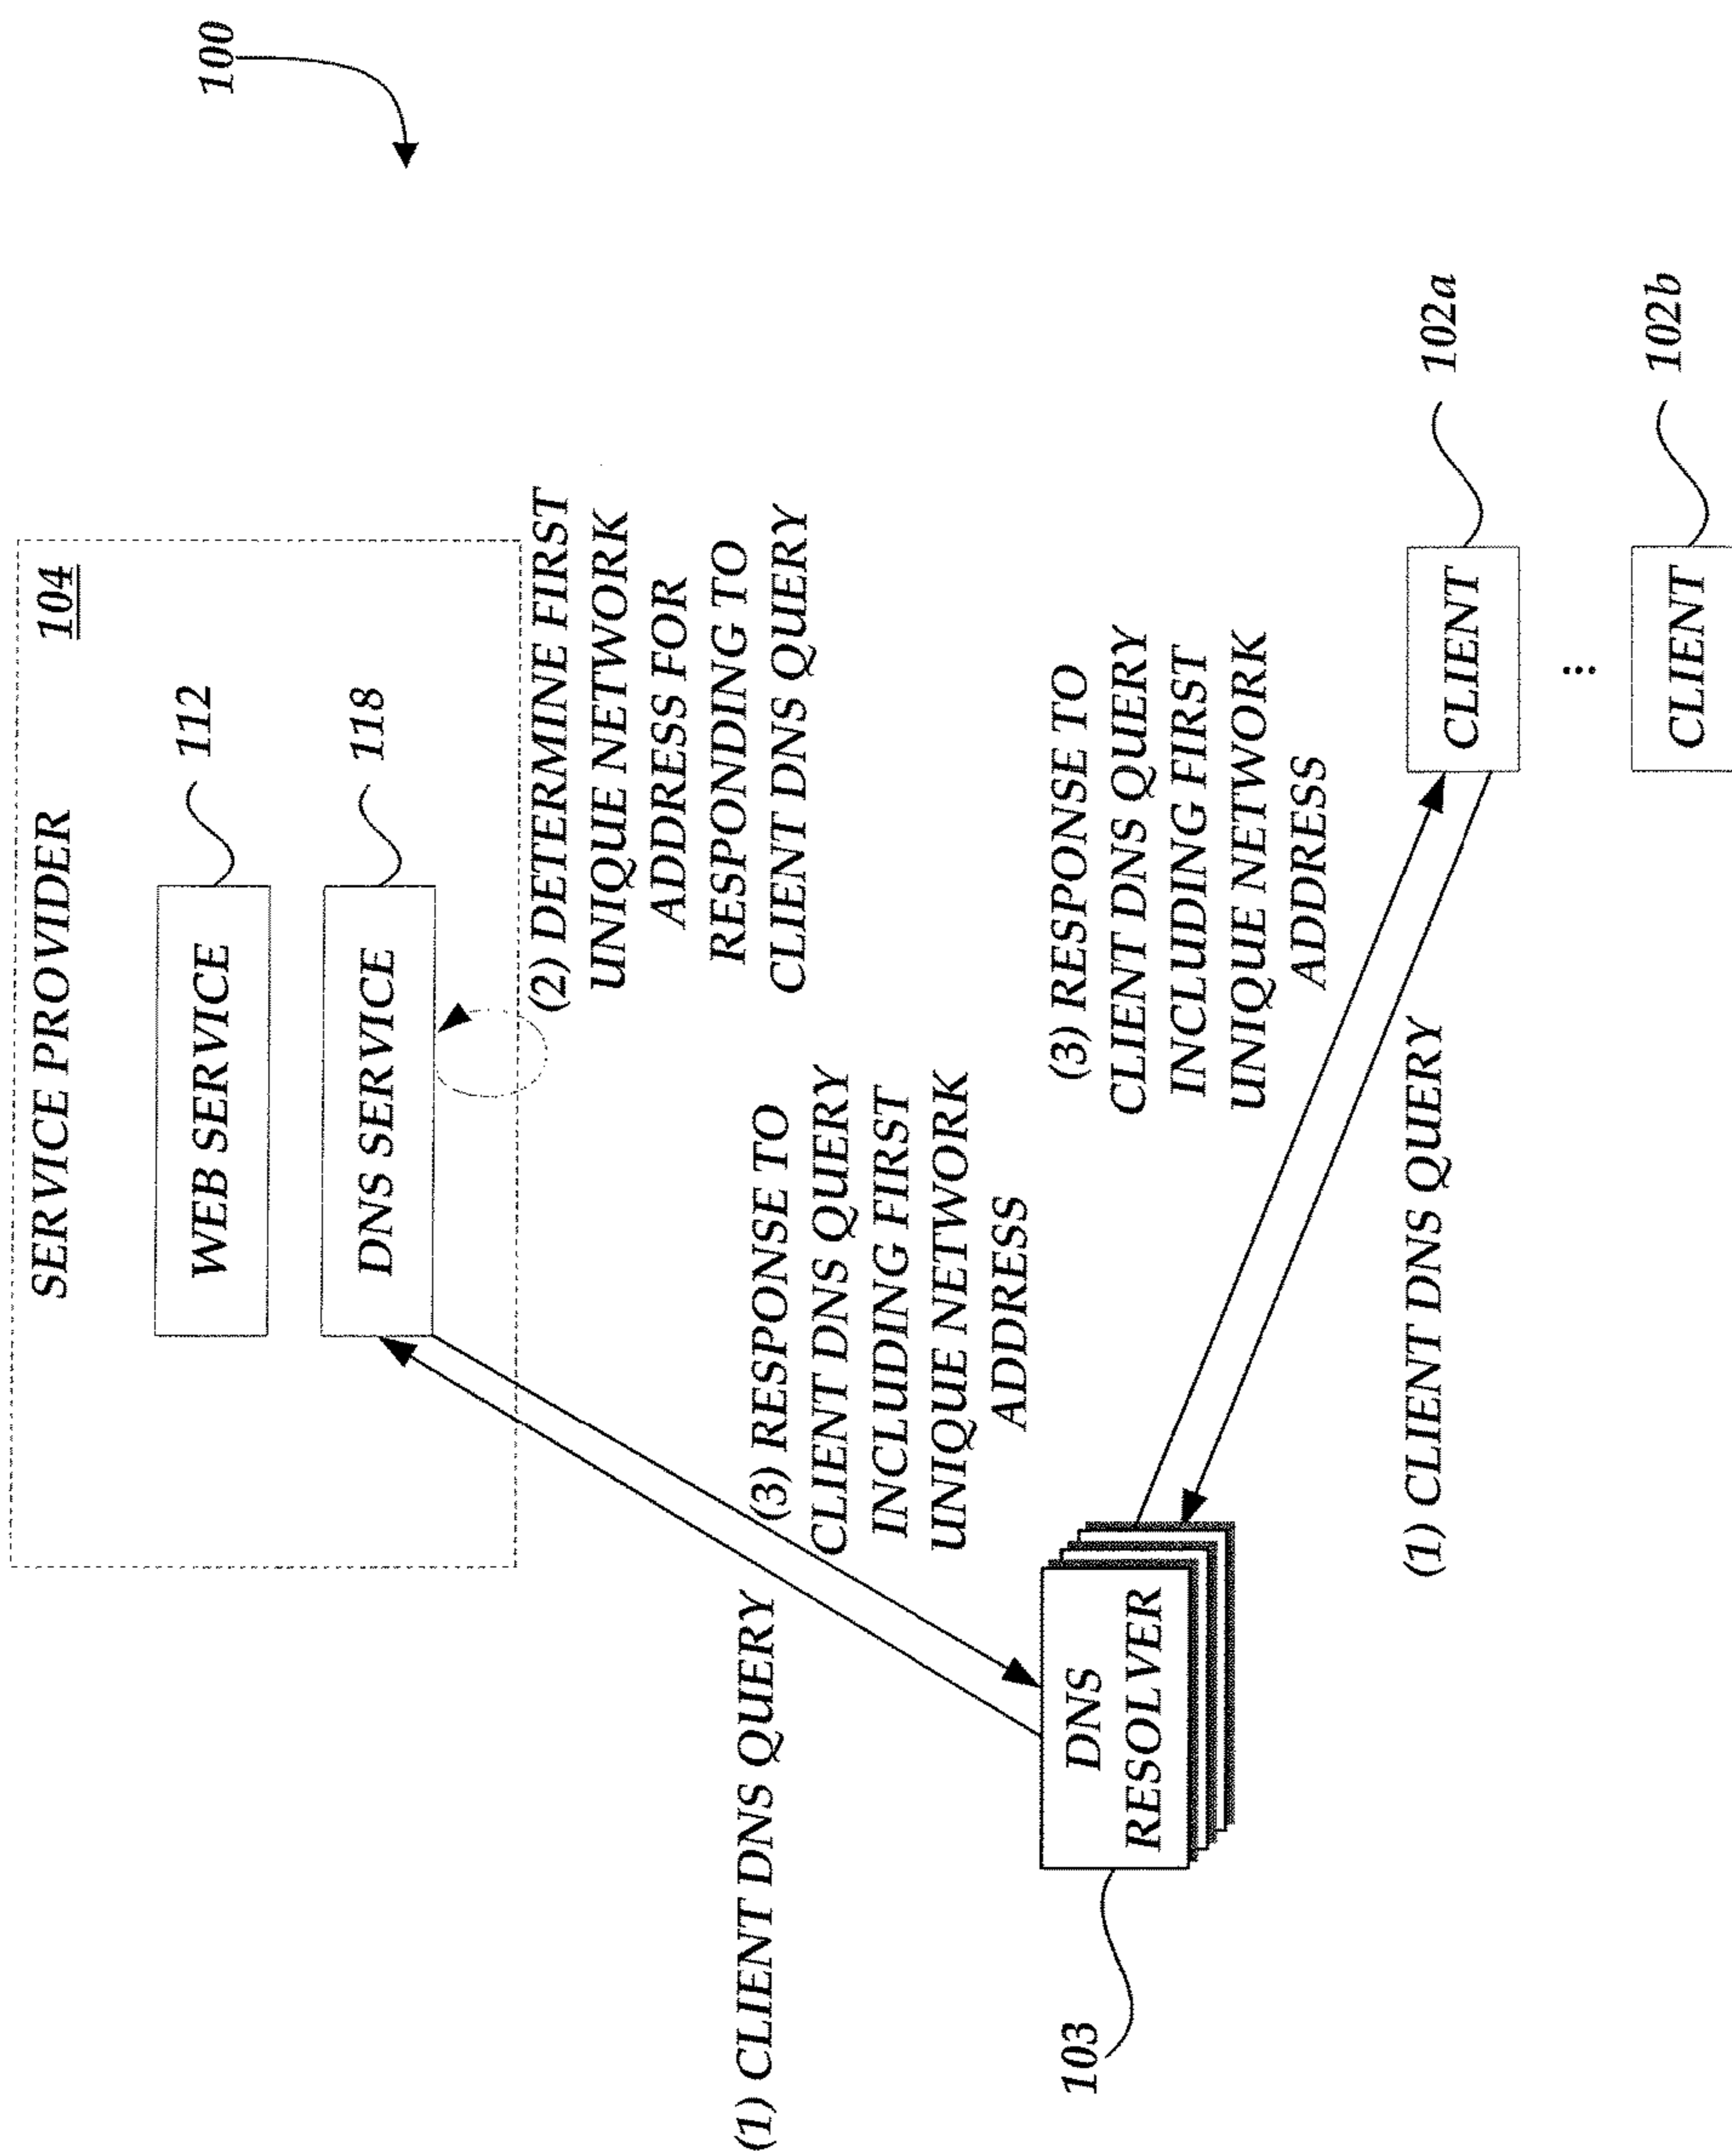 100
SERVICE PROVIDER
104
WEB SERVICE
112
DNS SERVICE
118
(2) DETERMINE FIRST
UNIQUE NETWORK
ADDRESS FOR
RESPONDING TO
CLIENT DNS QUERY
(1) CLIENT DNS QUERY
(3) RESPONSE TO
CLIENT DNS QUERY
INCLUDING FIRST
UNIQUE NETWORK
ADDRESS
103
DNS
RESOLVER
(3) RESPONSE TO
CLIENT DNS QUERY
INCLUDING FIRST
UNIQUE NETWORK
ADDRESS
(1) CLIENT DNS QUERY
CLIENT
102a
...
CLIENT
102b